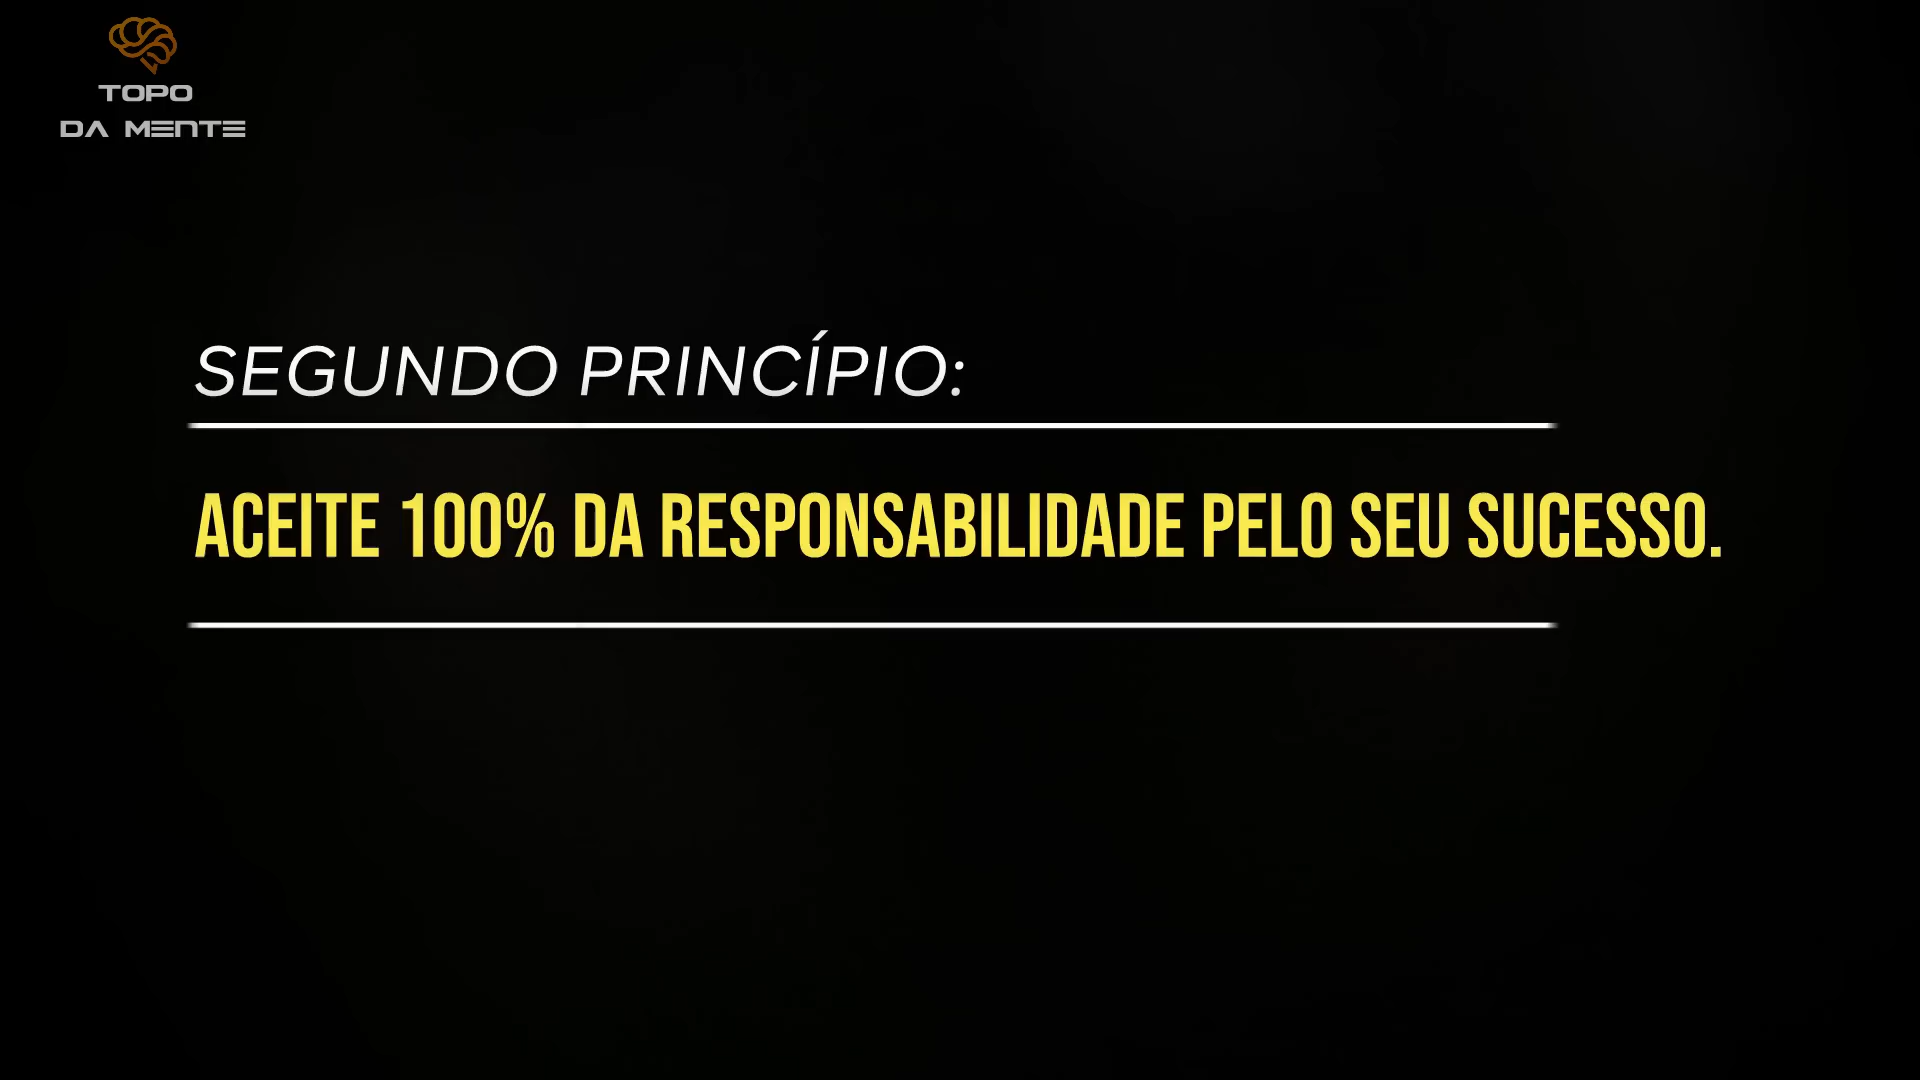 TOPO
DA MENTE
SEGUNDO PRINCÍPIO:
ACEITE 100% DA RESPONSABILIDADE PELO SEU SUCESSO.